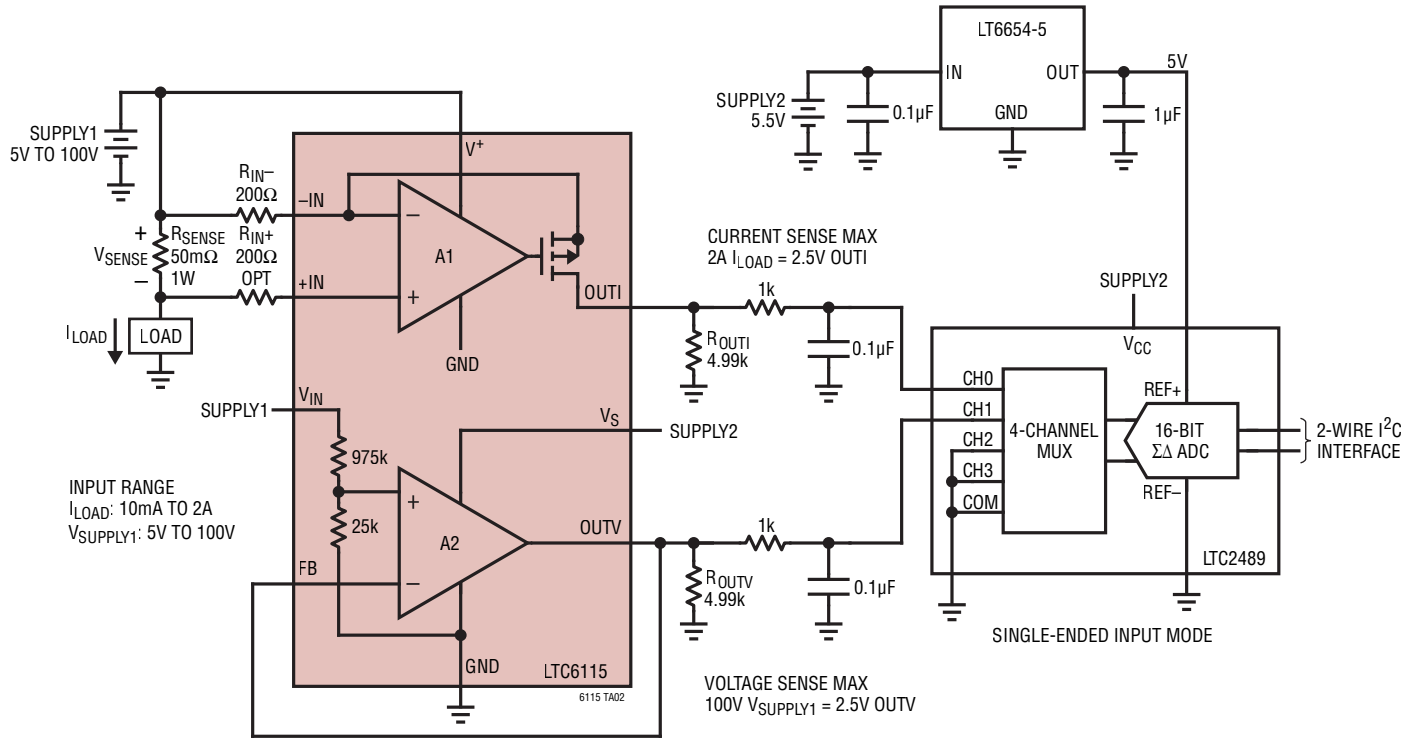 LT6654-5
IN
OUT
GND
5V
SUPPLY2
5.5V
0.1µF
1µF
SUPPLY1
5V TO 100V
V+
RIN–
200Ω
–IN
+
VSENSE
–
RSENSE
50mΩ
1W
RIN+
200Ω
OPT
+IN
–
A1
+
GND
OUTI
ILOAD
LOAD
CURRENT SENSE MAX
2A ILOAD = 2.5V OUTI
1k
ROUTI
4.99k
0.1µF
SUPPLY2
VCC
CH0
CH1
CH2
CH3
COM
4-CHANNEL
MUX
REF+
16-BIT
ΣΔ ADC
REF–
2-WIRE I2C
INTERFACE
LTC2489
SINGLE-ENDED INPUT MODE
VIN
SUPPLY1
975k
25k
VS
SUPPLY2
+
A2
–
OUTV
FB
GND
LTC6115
6115 TA02
INPUT RANGE
ILOAD: 10mA TO 2A
VSUPPLY1: 5V TO 100V
1k
ROUTV
4.99k
0.1µF
VOLTAGE SENSE MAX
100V VSUPPLY1 = 2.5V OUTV